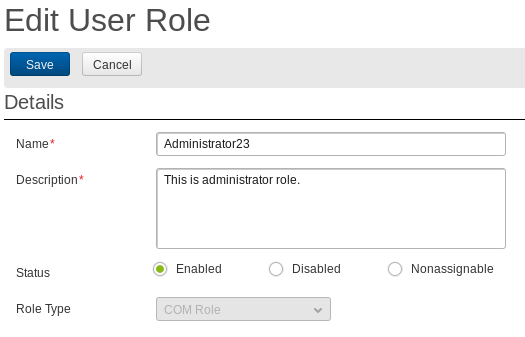 Edit User Role
Save Cancel
Details
Name* Administrator23
Description* This is administrator role.
Status Enabled Disabled Nonassignable
Role Type COM Role